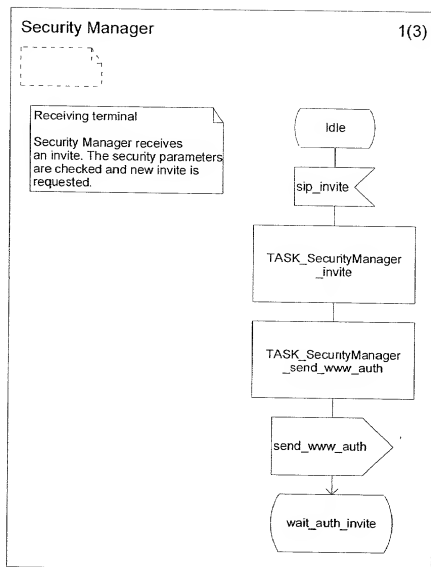 Security Manager
1(3)
Receiving terminal
Security Manager receives
an invite. The security parameters
are checked and new invite is
requested.
Idle
sip_invite
TASK_SecurityManager
_invite
TASK_SecurityManager
_send_www_auth
send_www_auth
wait_auth_invite